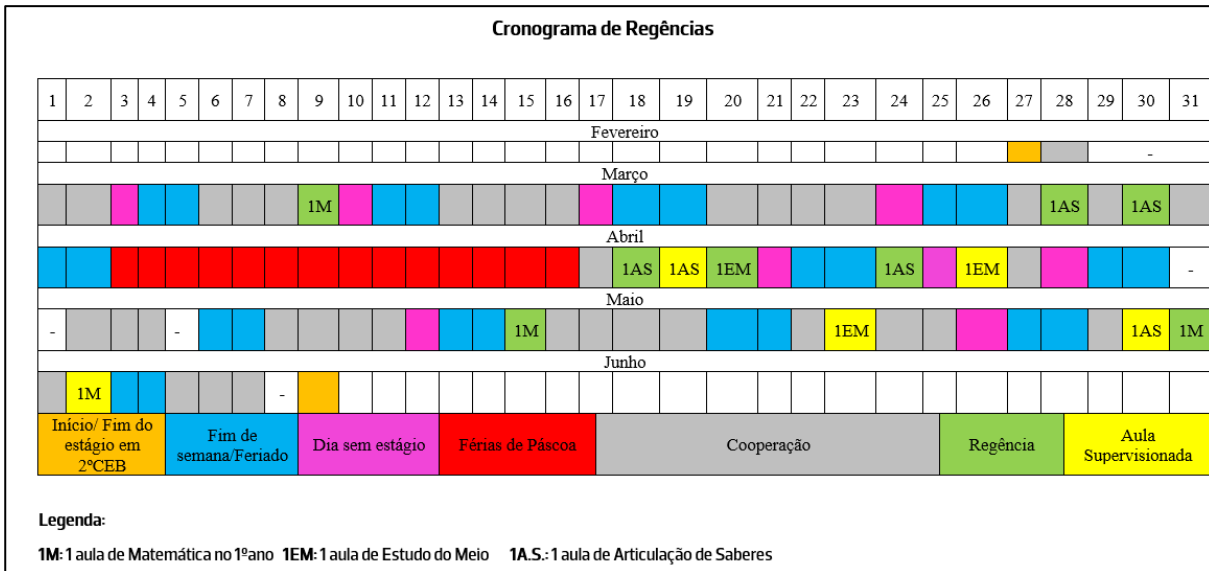 Cronograma de Regências
1 2 3 4 5 6 7 8 9 10 11 12 13 14 15 16 17 18 19 20 21 22 23 24 25 26 27 28 29 30 31
Fevereiro
-
Março
1M 1AS 1AS
Abril
1AS 1AS 1EM 1AS 1EM -
Maio
- - 1M 1EM 1AS 1M
Junho
1M -
Início/ Fim do
estágio em
2ºCEB
Fim de
semana/Feriado
Dia sem estágio
Férias de Páscoa
Cooperação
Regência
Aula
Supervisionada
Legenda:
1M: 1 aula de Matemática no 1ºano 1EM: 1 aula de Estudo do Meio 1A.S.: 1 aula de Articulação de Saberes